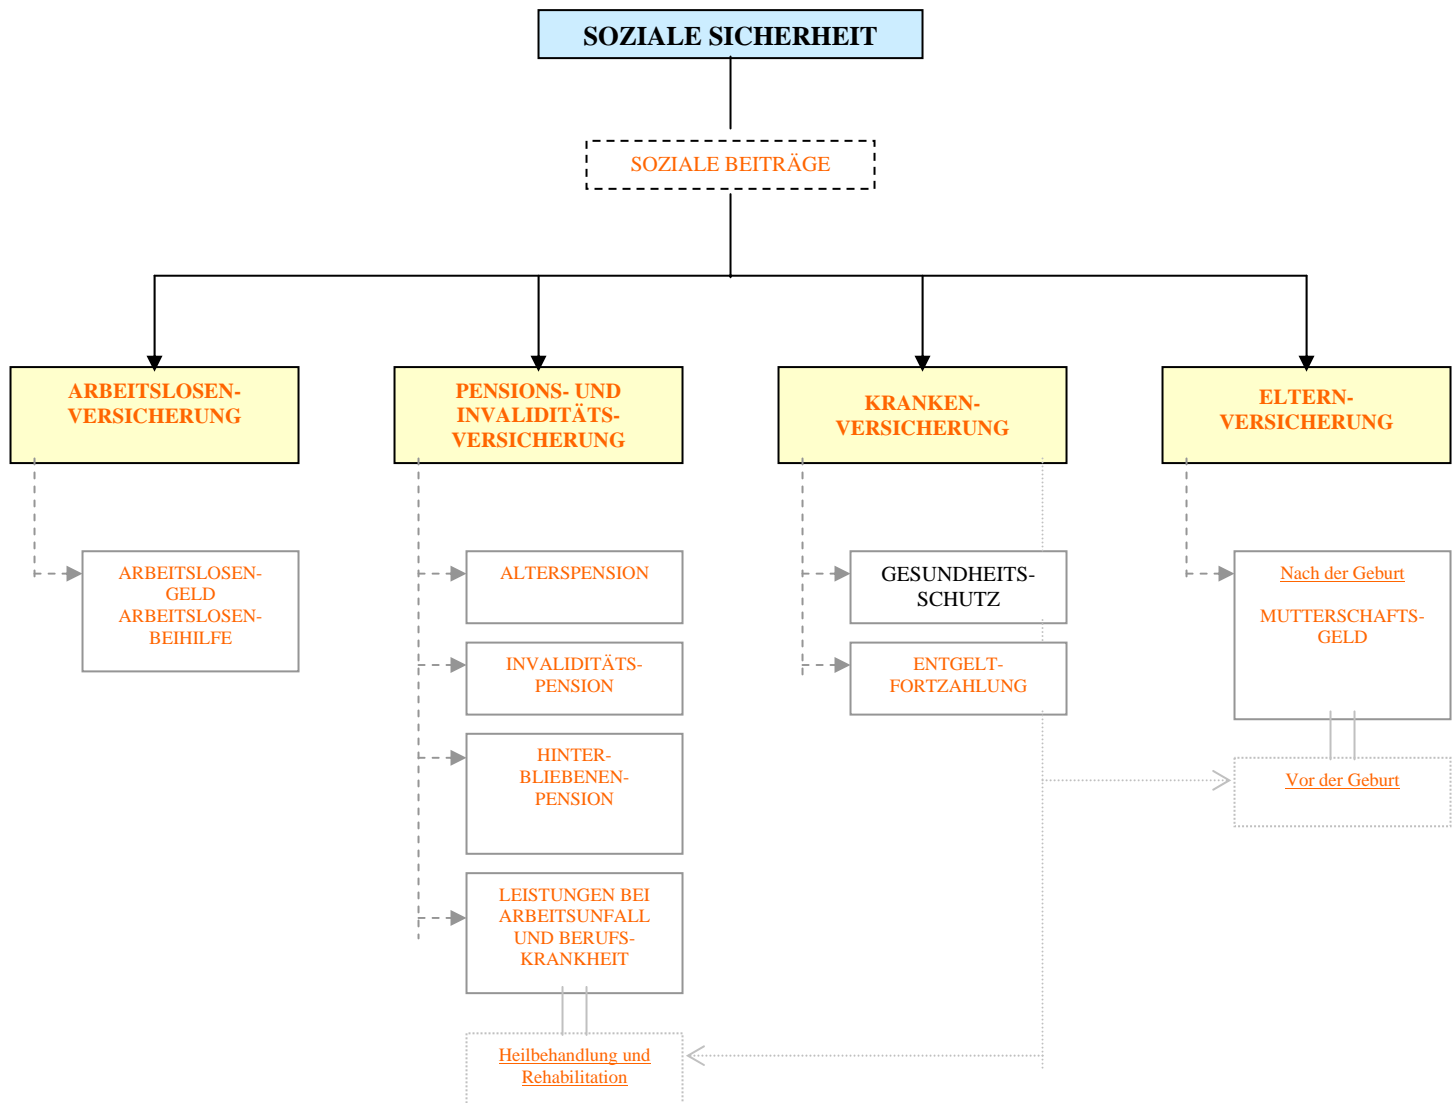 SOZIALE SICHERHEIT
SOZIALE BEITRÄGE
ARBEITSLOSEN-
VERSICHERUNG
PENSIONS- UND
INVALIDITÄTS-
VERSICHERUNG
KRANKEN-
VERSICHERUNG
ELTERN-
VERSICHERUNG
ARBEITSLOSEN-
GELD
ARBEITSLOSEN-
BEIHILFE
ALTERSPENSION
INVALIDITÄTS-
PENSION
HINTER-
BLIEBENEN-
PENSION
LEISTUNGEN BEI
ARBEITSUNFALL
UND BERUFS-
KRANKHEIT
Heilbehandlung und
Rehabilitation
GESUNDHEITS-
SCHUTZ
ENTGELT-
FORTZAHLUNG
Nach der Geburt
MUTTERSCHAFTS-
GELD
Vor der Geburt